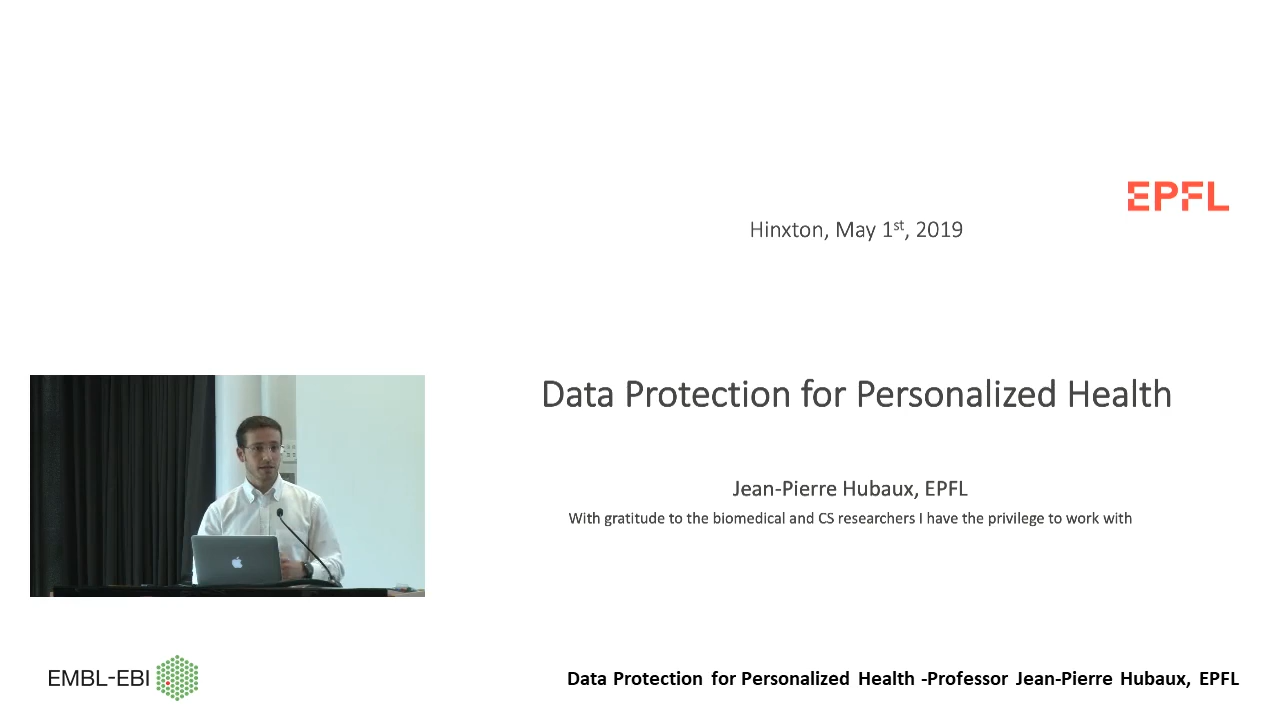 EPFL
Hinxton, May 1st, 2019
Data Protection for Personalized Health
Jean-Pierre Hubaux, EPFL
With gratitude to the biomedical and CS researchers I have the privilege to work with
EMBL-EBI
Data Protection for Personalized Health -Professor Jean-Pierre Hubaux, EPFL